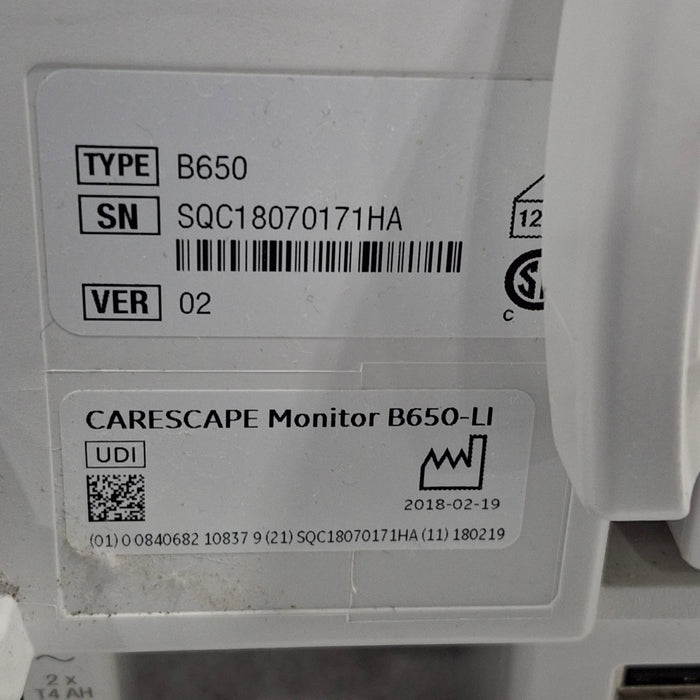 TYPE B650
SN SQC18070171HA
12
VER 02
C
CARESCAPE Monitor B650-LI
UDI
2018-02-19
(01) 0 0840682 10837 9 (21) SQC18070171HA (11) 180219
2 x
T4 AH